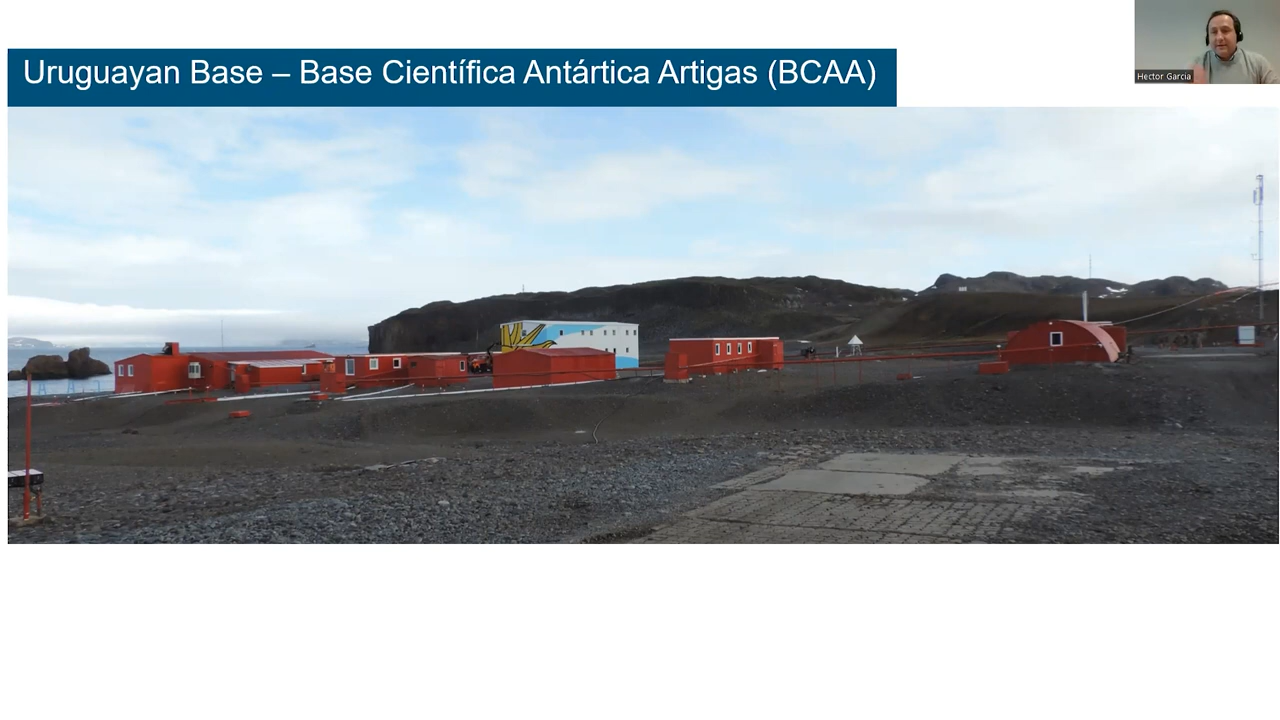 Uruguayan Base – Base Científica Antártica Artigas (BCAA)
Hector Garcia